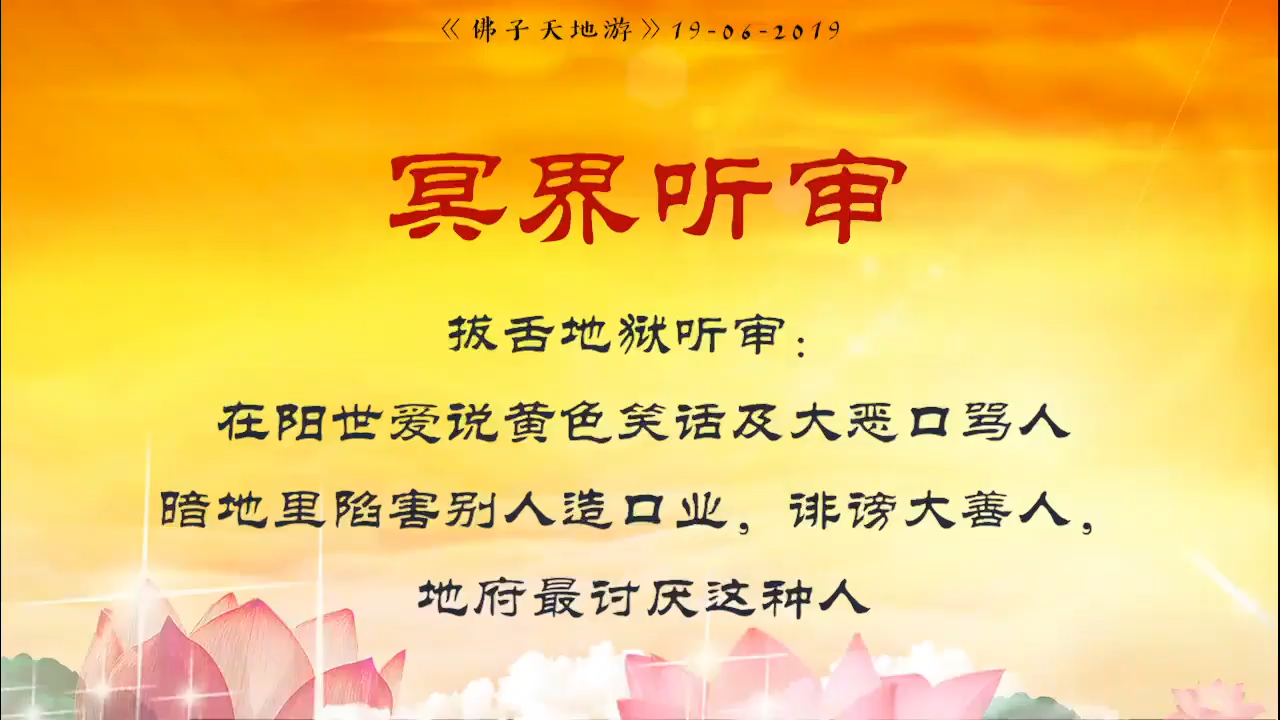 《佛子天地游》19-06-2019
冥界听审
拔舌地狱听审：
在阳世爱说黄色笑话及大恶口骂人
暗地里陷害别人造口业，诽谤大善人，
地府最讨厌这种人